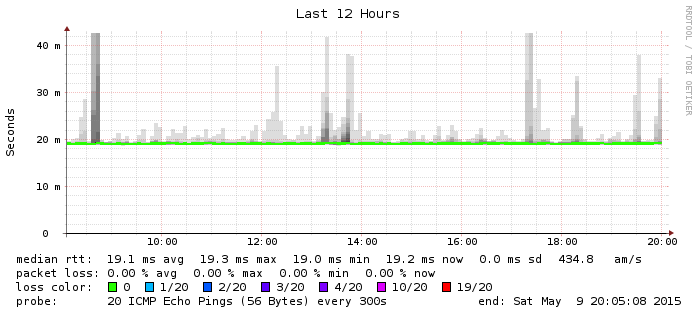 Last 12 Hours
RRDTOOL / TOBI OETIKER
Seconds
40 m
30 m
20 m
10 m
0
10:00 12:00 14:00 16:00 18:00 20:00
median rtt: 19.1 ms avg 19.3 ms max 19.0 ms min 19.2 ms now 0.0 ms sd 434.8 am/s
packet loss: 0.00 % avg 0.00 % max 0.00 % min 0.00 % now
loss color: 0 1/20 2/20 3/20 4/20 10/20 19/20
probe: 20 ICMP Echo Pings (56 Bytes) every 300s end: Sat May 9 20:05:08 2015